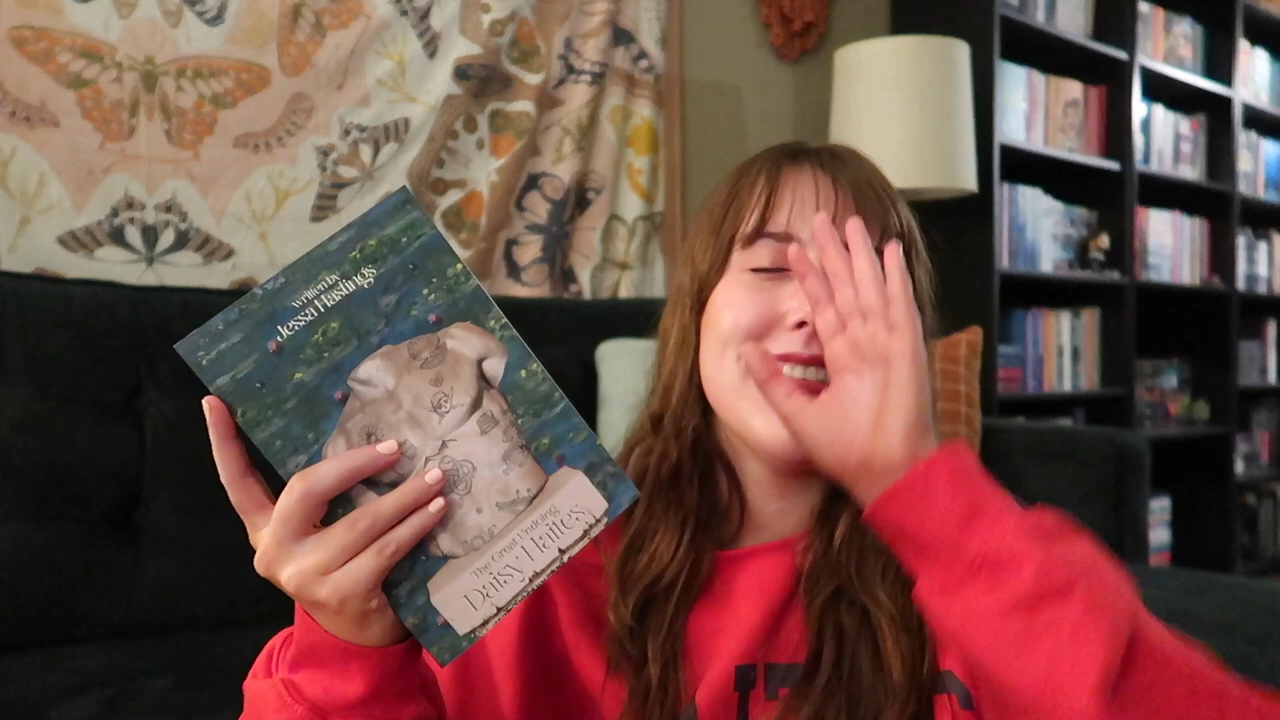 Written by
Jessa Hastings
The Great Undoing
Daisy Haites